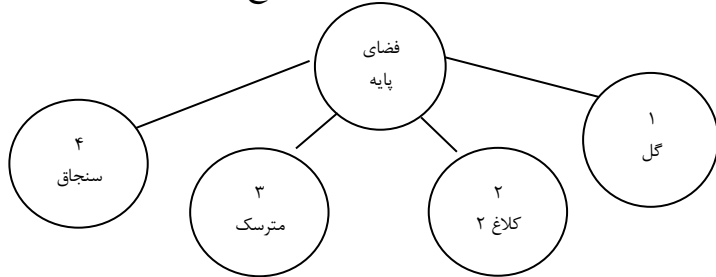 فضای
پایه
۱
گل
۲
کلاغ ۲
۳
مترسک
۴
سنجاق